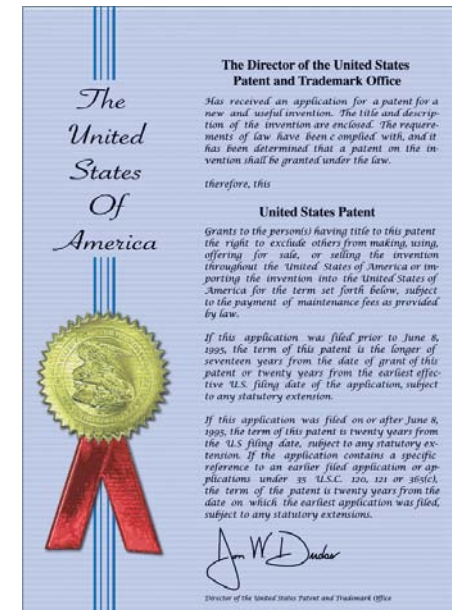 The
United
States
Of
America
The Director of the United States
Patent and Trademark Office
Has received an application for a patent for a
new and useful invention. The title and descrip-
tion of the invention are enclosed. The requere-
ments of law have been c omplied with, and it
has been determined that a patent on the in-
vention shall be granted under the law.
therefore, this
United States Patent
Grants to the person(s) having title to this patent
the right to exclude others from making, using,
offering for sale, or selling the invention
throughout the United States of America or im-
porting the invention into the United States of
America for the term set forth below, subject
to the payment of maintenance fees as provided
by law.
If this application was filed prior to June 8,
1995, the term of this patent is the longer of
seventeen years from the date of grant of this
patent or twenty years from the earliest effec-
tive U.S. filing date of the application, subject
to any statutory extension.
If this application was filed on or after June 8,
1995, the term of this patent is twenty years from
the U.S filing date, subject to any statutory ex-
tension. If the application contains a specific
reference to an earlier filed application or ap-
plications under 35 U.S.C. 120, 121 or 365(c),
the term of the patent is twenty years from the
date on which the earliest application was filed,
subject to any statutory extensions.
Jon W Dudas
Director of the United States Patent and Trademark Office